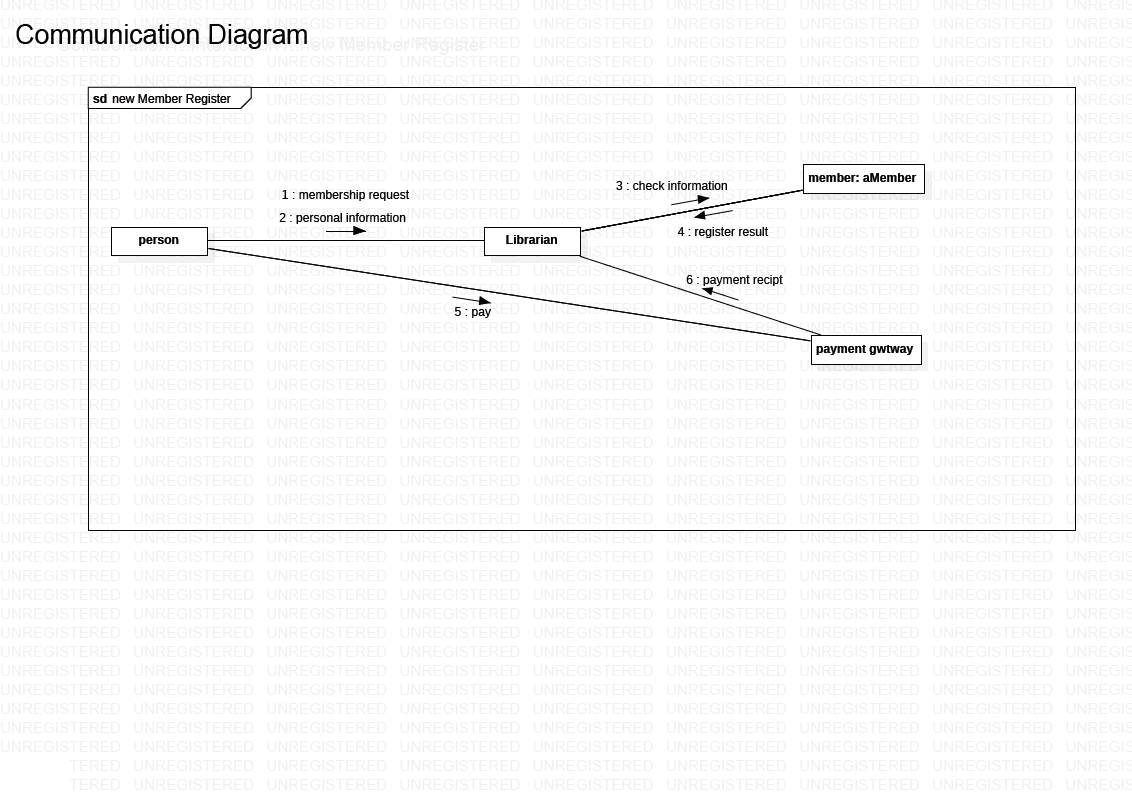 Communication Diagram
sd new Member Register
member: aMember
3 : check information
1 : membership request
2 : personal information
4 : register result
person
Librarian
6 : payment recipt
5 : pay
payment gwtway
UNREGISTERED